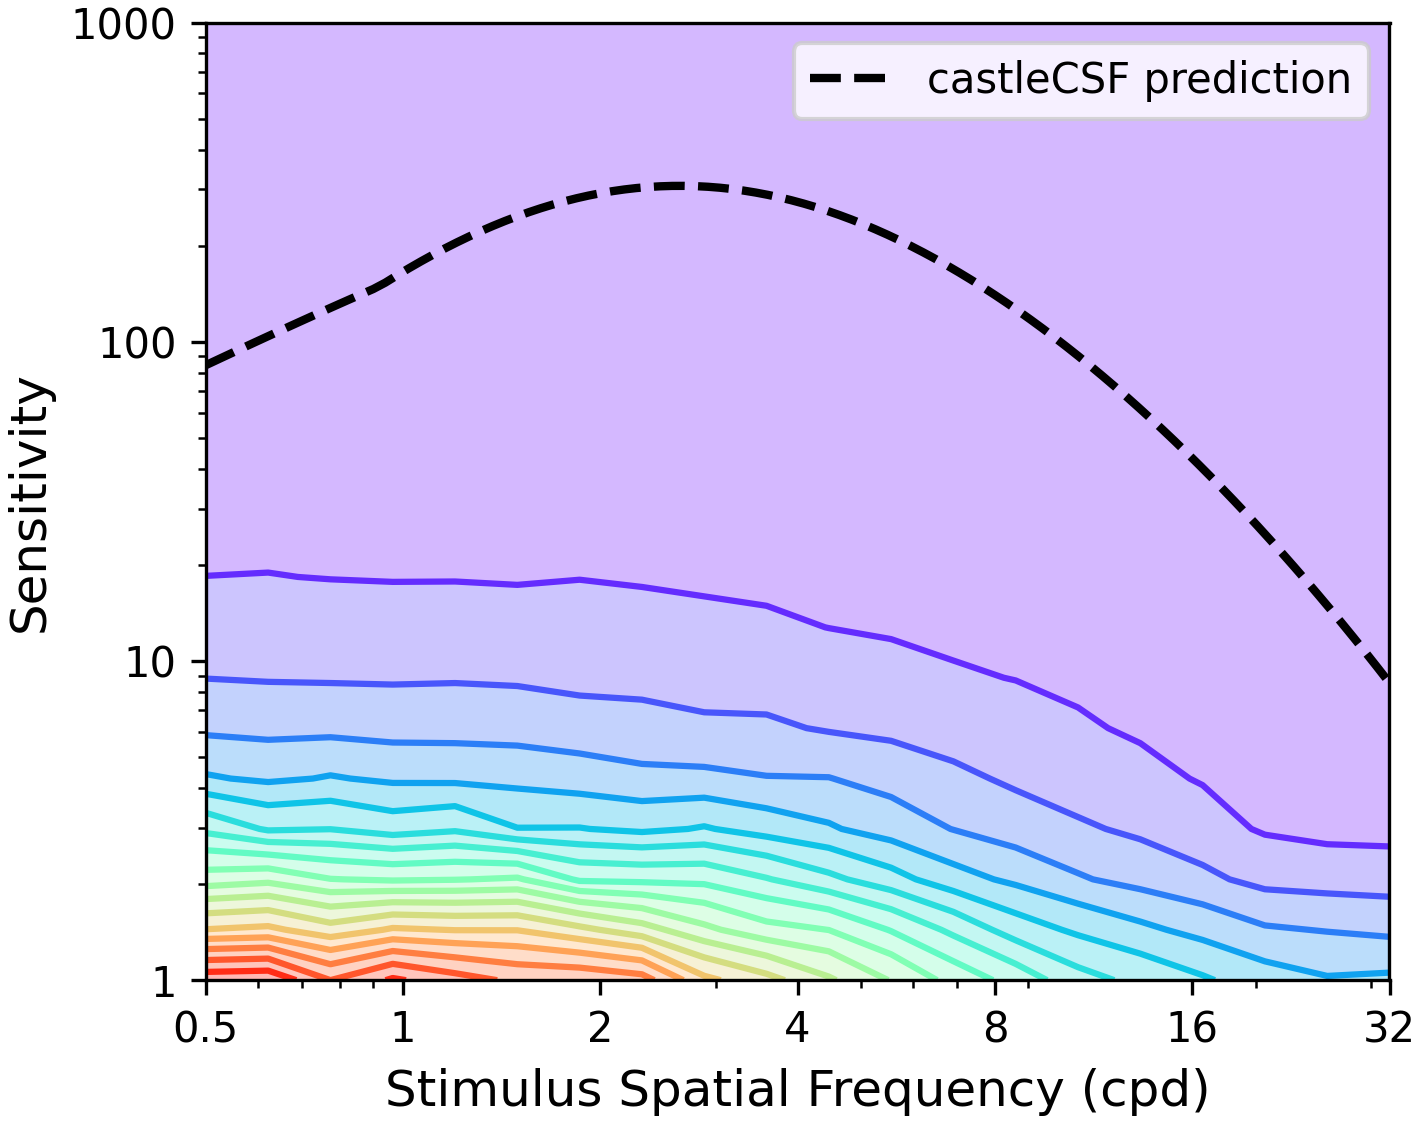 1000
castleCSF prediction
100
Sensitivity
10
1
0.5 1 2 4 8 16 32
Stimulus Spatial Frequency (cpd)